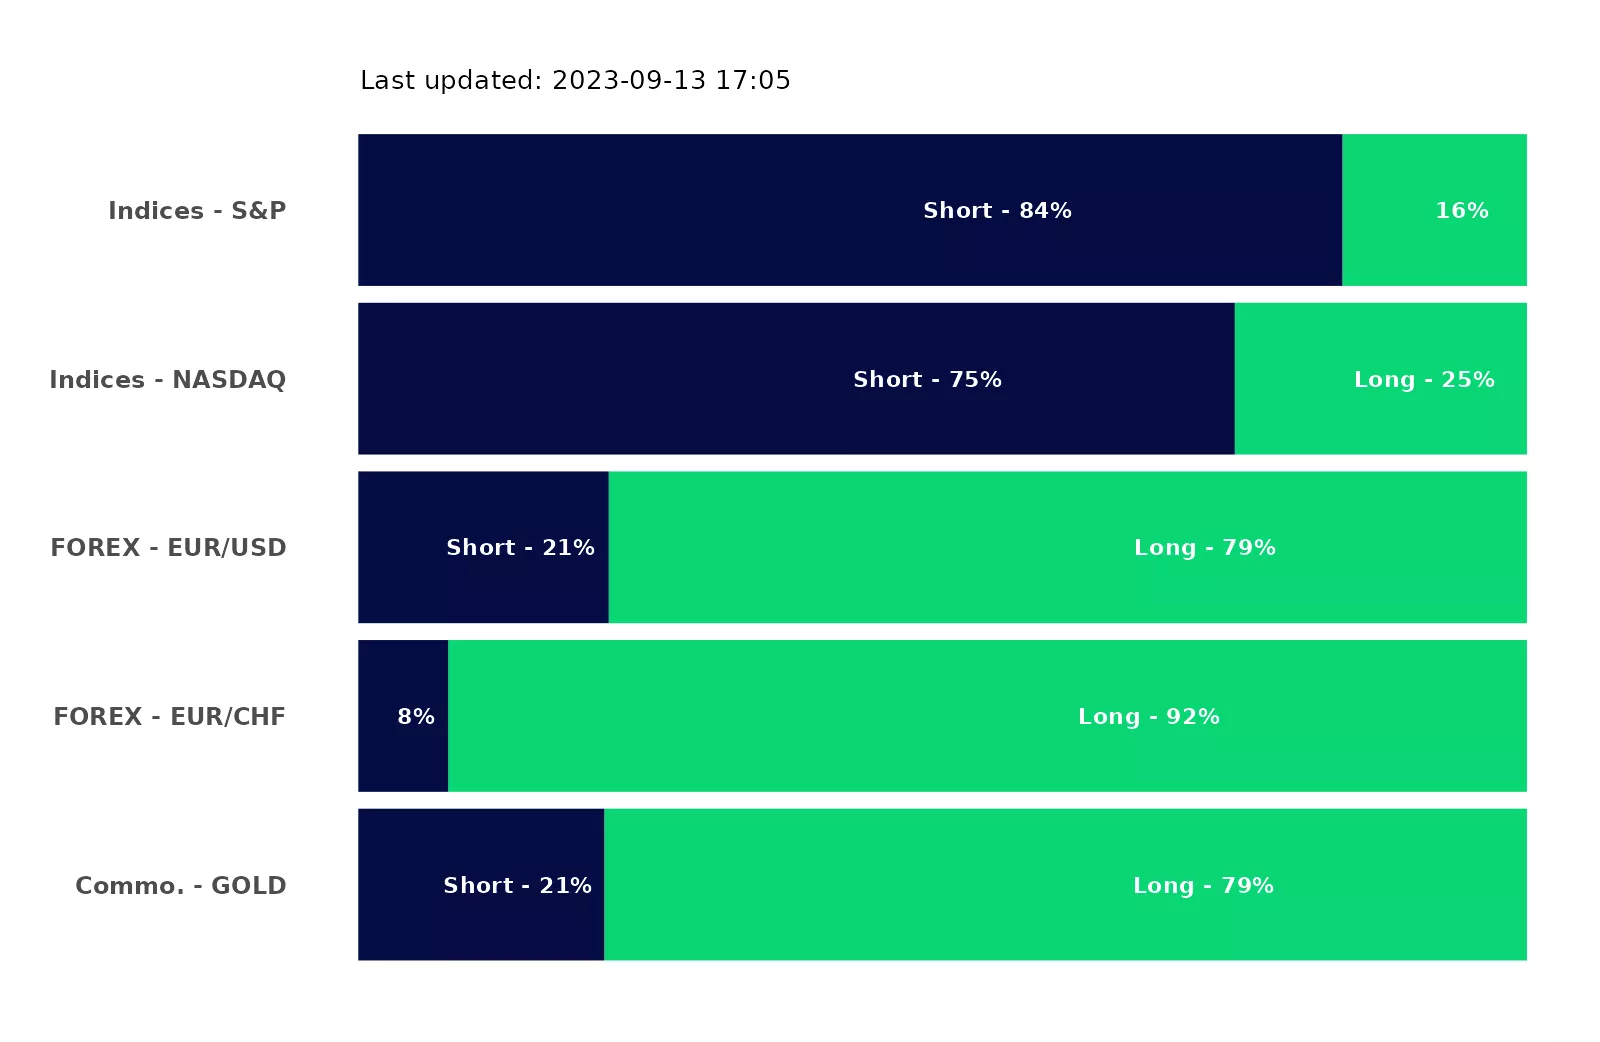 Last updated: 2023-09-13 17:05
Indices - S&P Short - 84% 16%
Indices - NASDAQ Short - 75% Long - 25%
FOREX - EUR/USD Short - 21% Long - 79%
FOREX - EUR/CHF 8% Long - 92%
Commo. - GOLD Short - 21% Long - 79%